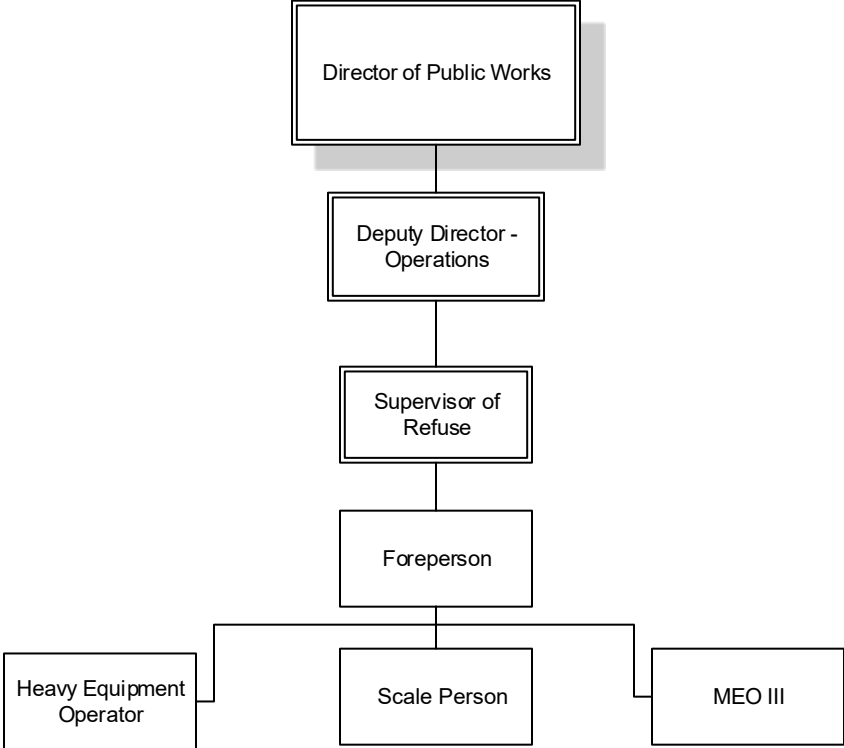 Director of Public Works
Deputy Director -
Operations
Supervisor of
Refuse
Foreperson
Heavy Equipment
Operator
Scale Person
MEO III